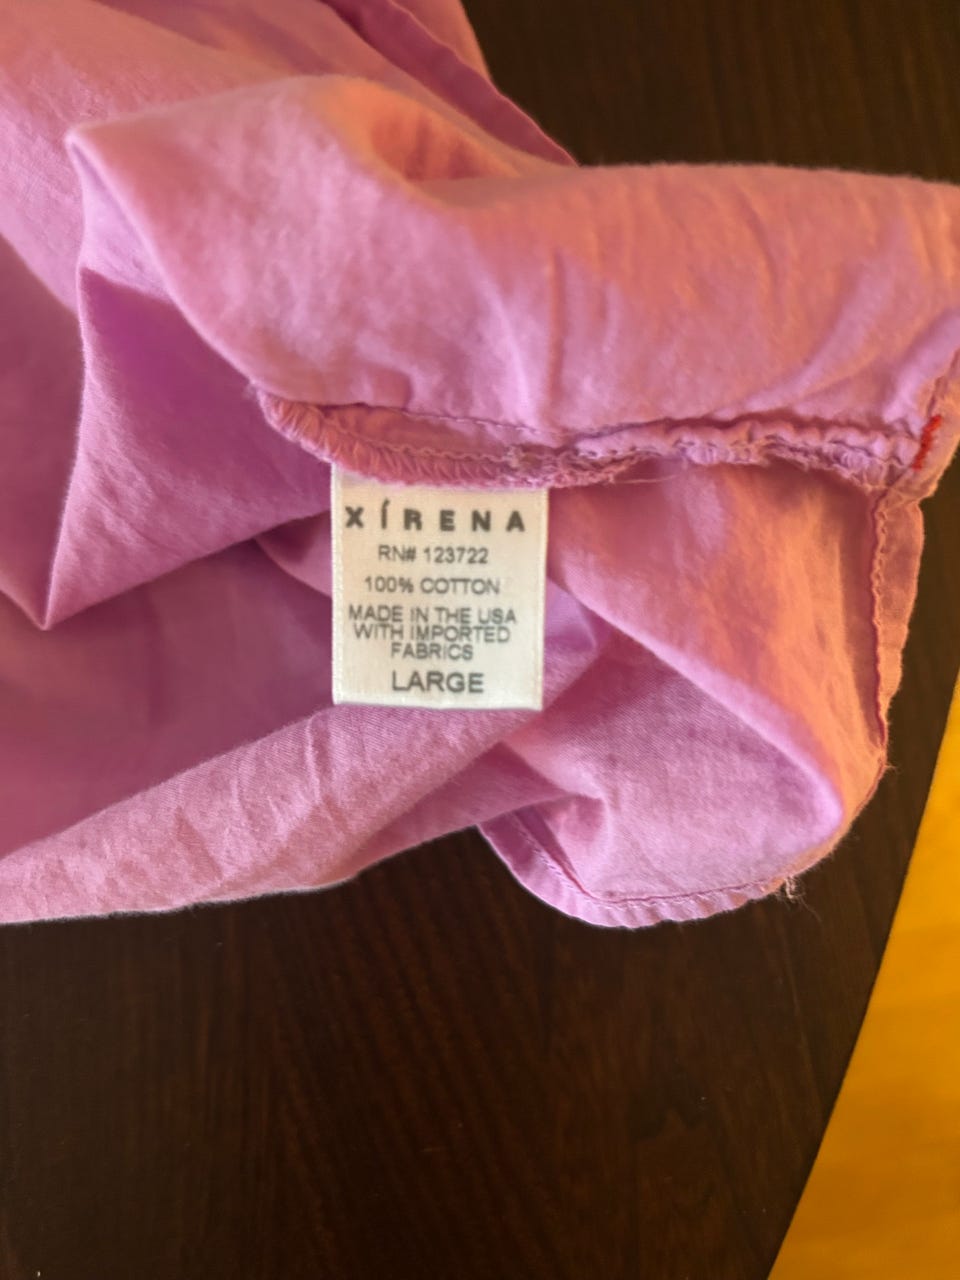 XÍRENA
RN# 123722
100% COTTON
MADE IN THE USA
WITH IMPORTED
FABRICS
LARGE